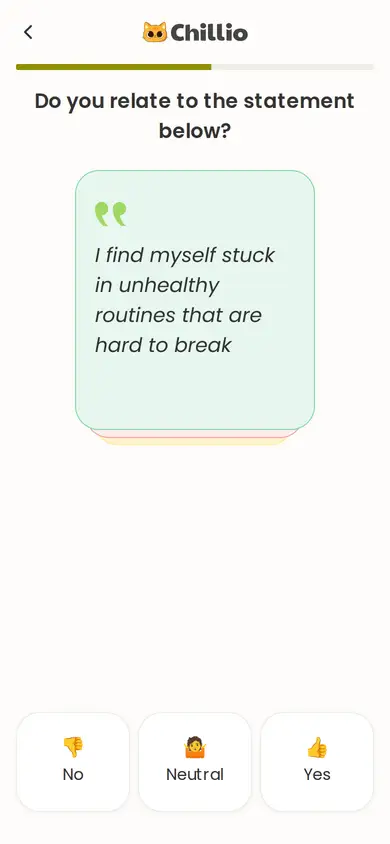 Chillio
Do you relate to the statement
below?
I find myself stuck
in unhealthy
routines that are
hard to break
No
Neutral
Yes